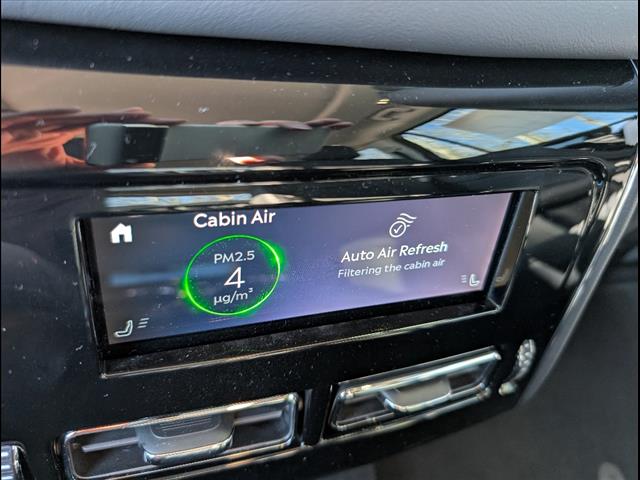 Cabin Air
PM2.5
4
µg/m³
Auto Air Refresh
Filtering the cabin air